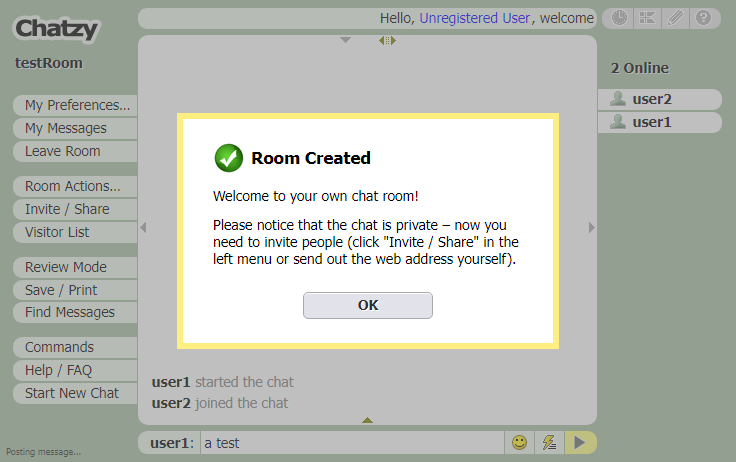 Chatzy
Hello, Unregistered User, welcome
testRoom
2 Online
user2
user1
My Preferences...
My Messages
Leave Room
Room Actions...
Invite / Share
Visitor List
Review Mode
Save / Print
Find Messages
Commands
Help / FAQ
Start New Chat
Room Created
Welcome to your own chat room!
Please notice that the chat is private – now you
need to invite people (click "Invite / Share" in the
left menu or send out the web address yourself).
OK
user1 started the chat
user2 joined the chat
user1: a test
Posting message...